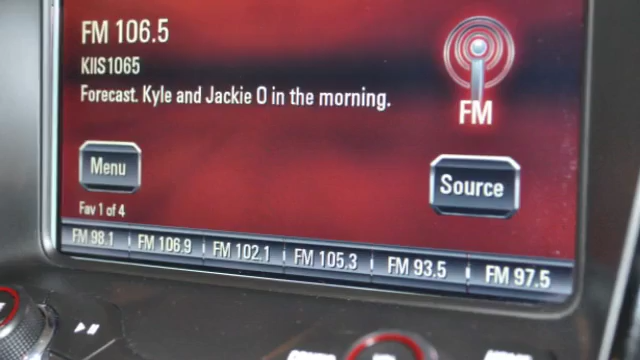 FM 106.5
KIIS1065
Forecast. Kyle and Jackie O in the morning.
FM
Menu
Source
Fav 1 of 4
FM 98.1
FM 106.9
FM 102.1
FM 105.3
FM 93.5
FM 97.5